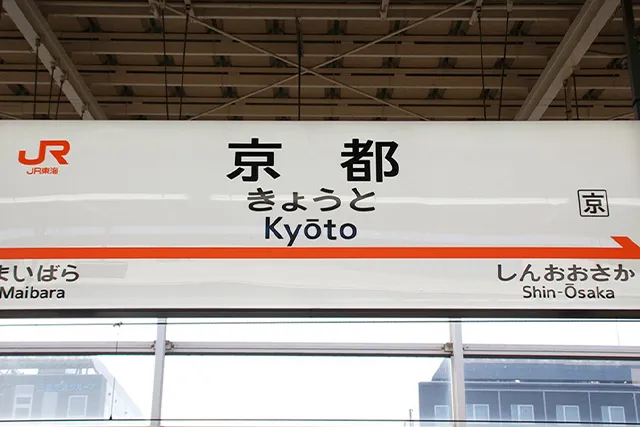 JR
JR東海
京都
きょうと
Kyōto
京
まいばら
Maibara
しんおおさか
Shin-Ōsaka